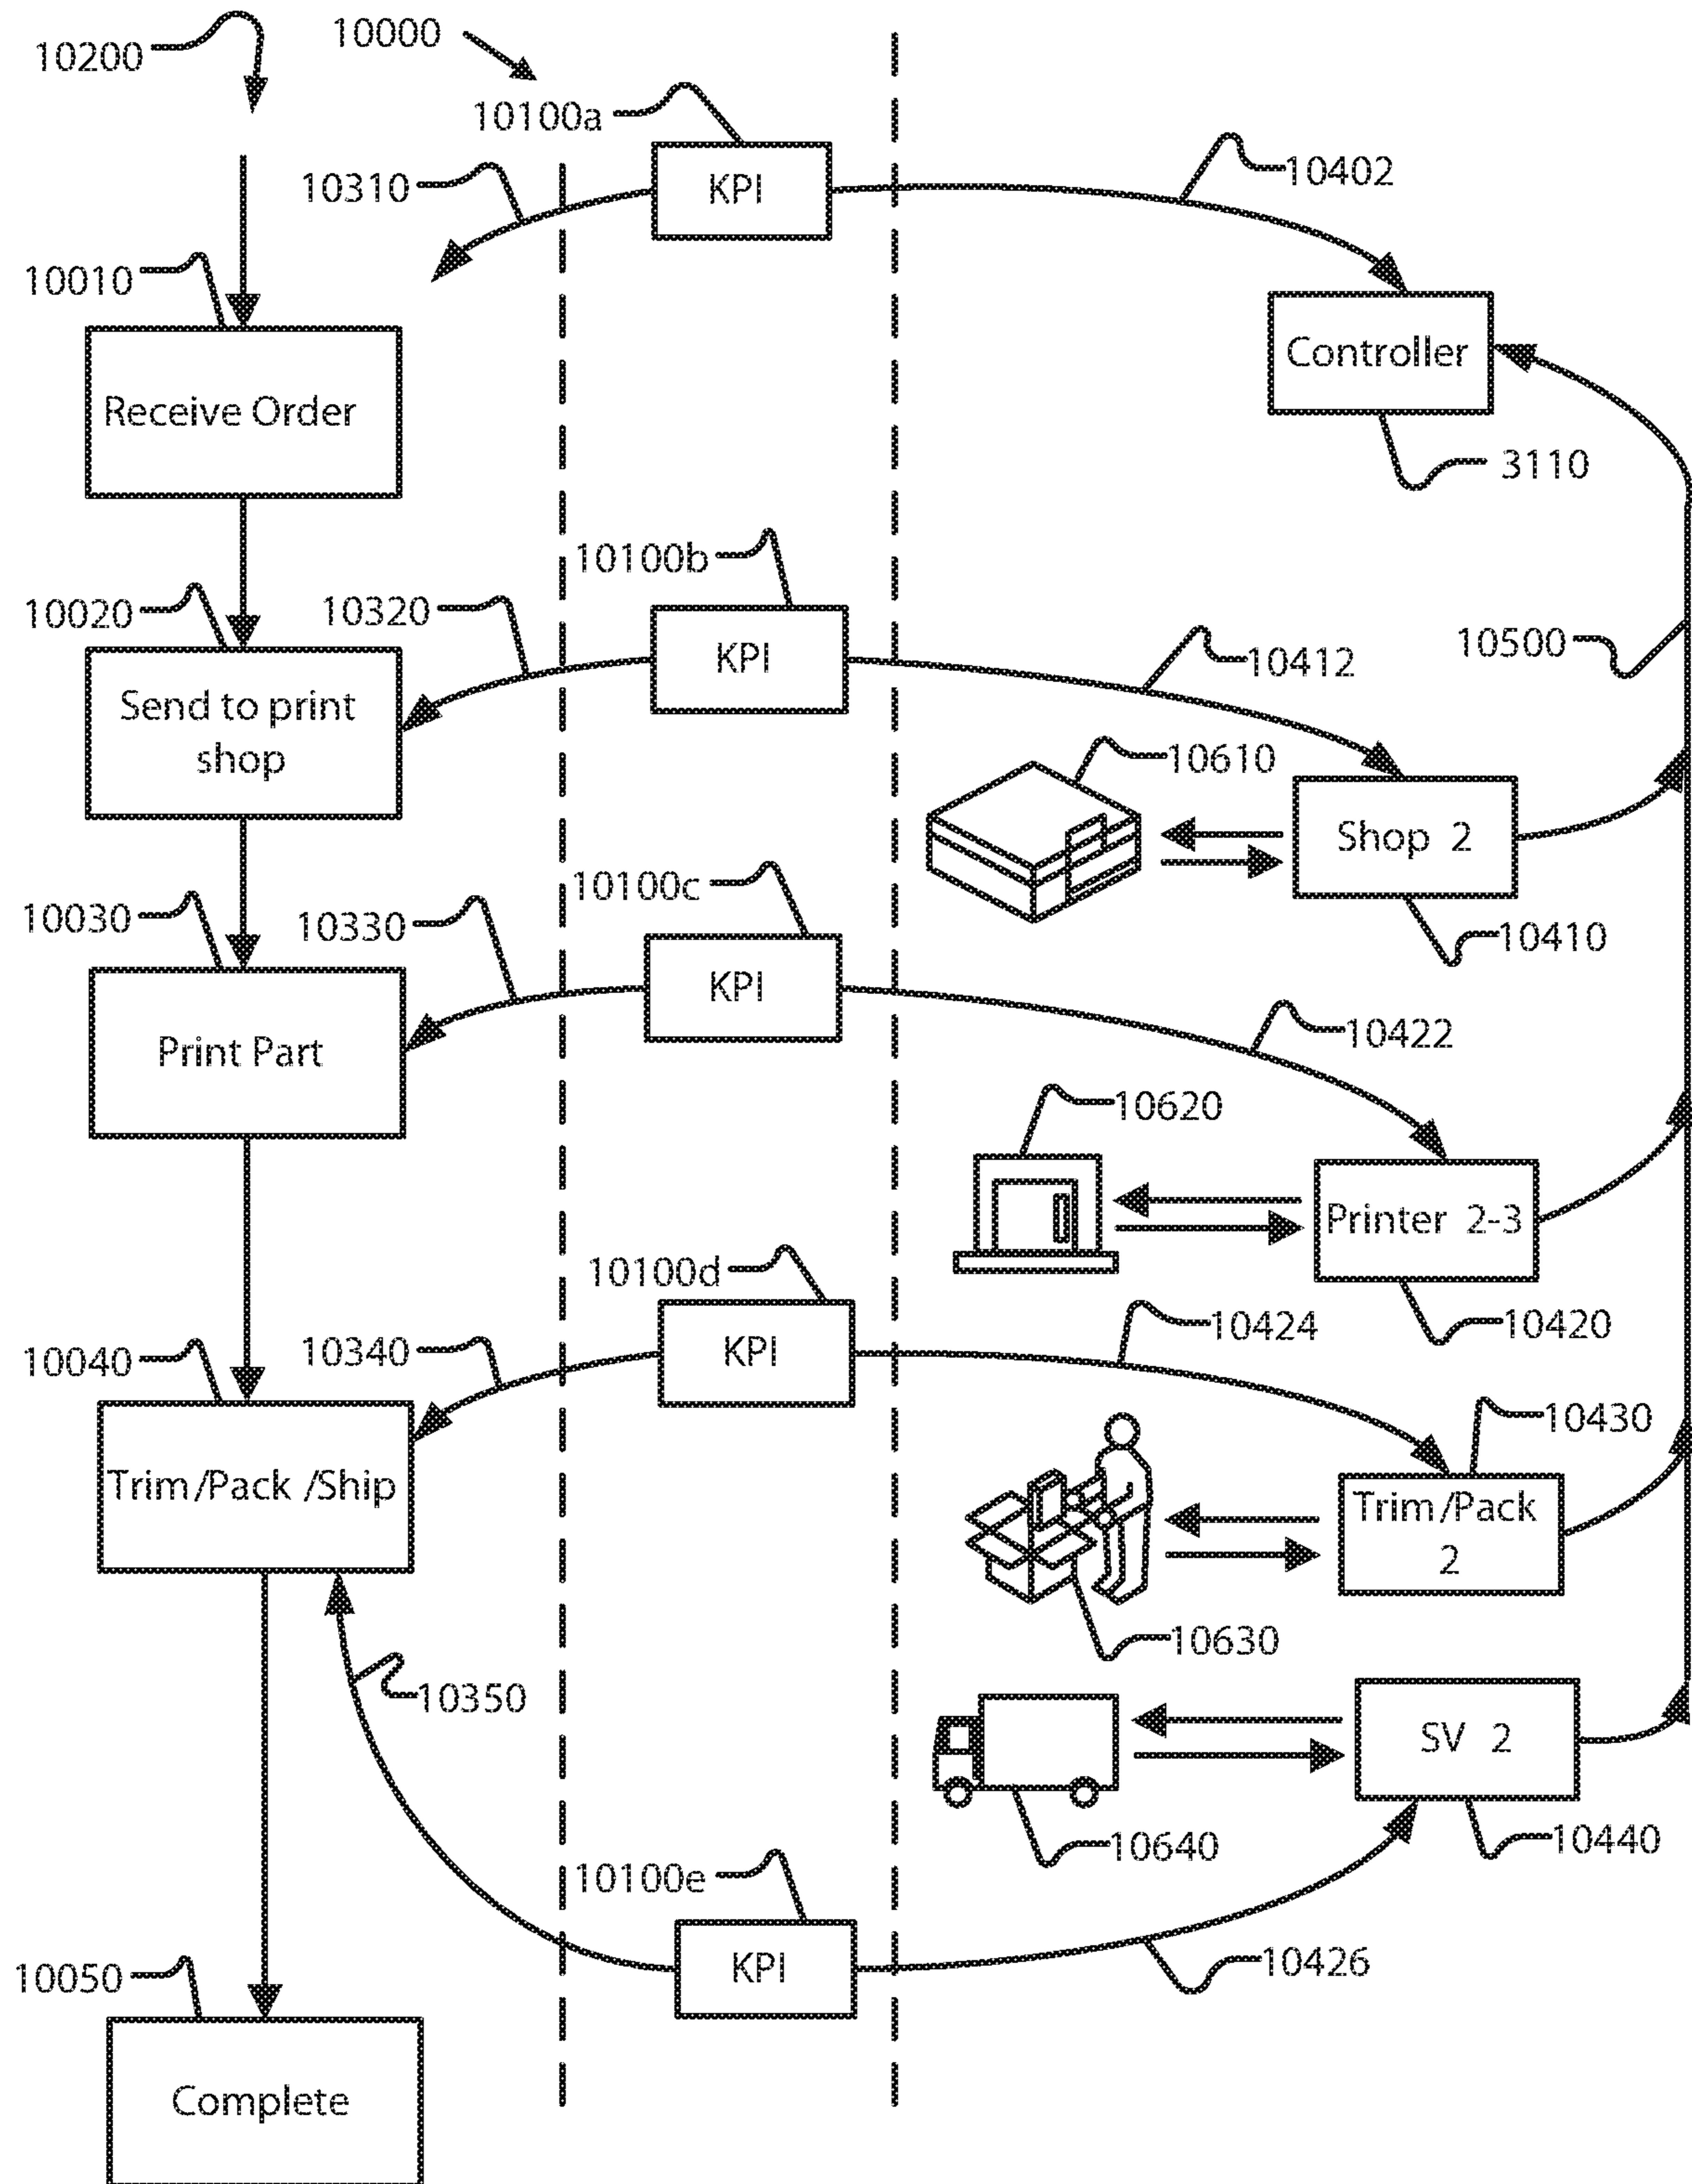 10200
10000
10100a
KPI
10310
10402
10010
Receive Order
Controller
3110
10100b
10020
10320
KPI
10412
10500
Send to print
shop
10610
Shop 2
10410
10100c
10030
10330
KPI
10422
Print Part
10620
Printer 2-3
10420
10100d
10040
10340
KPI
10424
10430
Trim/Pack/Ship
Trim/Pack
2
10630
10350
SV 2
10640
10440
10100e
10050
KPI
10426
Complete